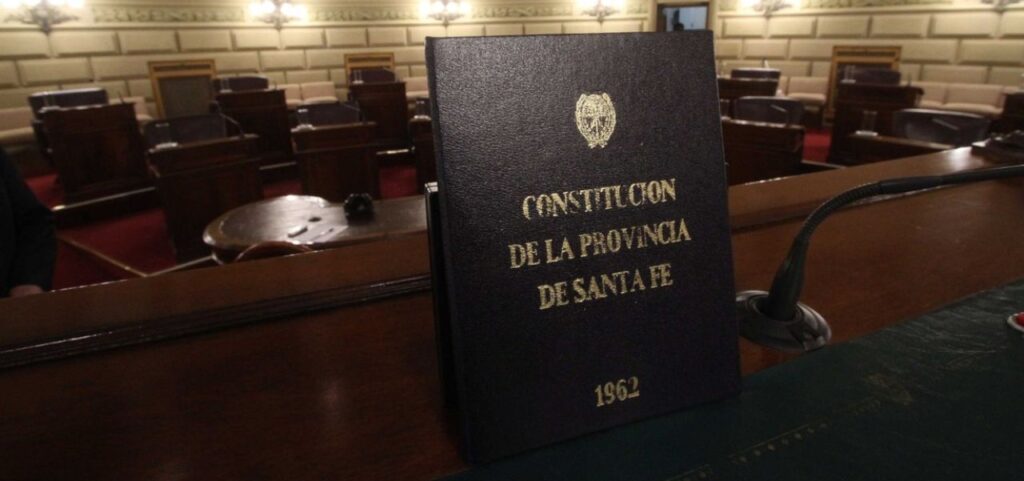 CONSTITUCION
DE LA PROVINCIA
DE SANTA FE
1962